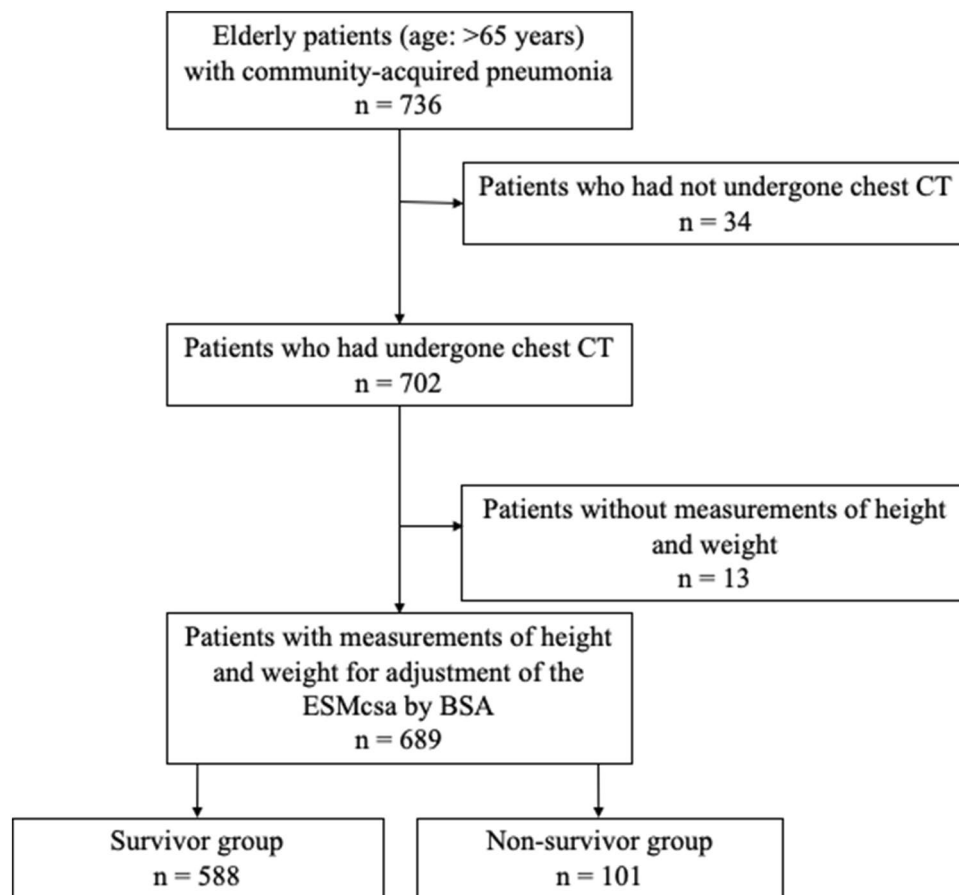 Elderly patients (age: >65 years)
with community-acquired pneumonia
n = 736
Patients who had not undergone chest CT
n = 34
Patients who had undergone chest CT
n = 702
Patients without measurements of height
and weight
n = 13
Patients with measurements of height
and weight for adjustment of the
ESMcsa by BSA
n = 689
Survivor group
n = 588
Non-survivor group
n = 101